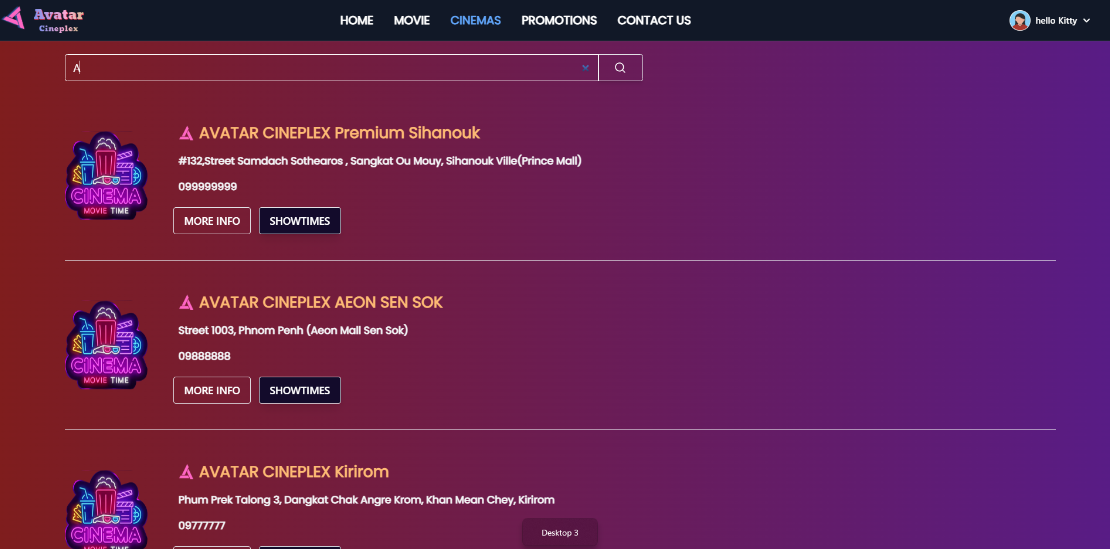 Avatar
Cineplex
HOME MOVIE CINEMAS PROMOTIONS CONTACT US
hello Kitty
A
AVATAR CINEPLEX Premium Sihanouk
#132,Street Samdach Sothearos , Sangkat Ou Mouy, Sihanouk Ville(Prince Mall)
099999999
CINEMA
MOVIE TIME
MORE INFO SHOWTIMES
AVATAR CINEPLEX AEON SEN SOK
Street 1003, Phnom Penh (Aeon Mall Sen Sok)
09888888
CINEMA
MOVIE TIME
MORE INFO SHOWTIMES
AVATAR CINEPLEX Kirirom
Phum Prek Talong 3, Dangkat Chak Angre Krom, Khan Mean Chey, Kirirom
09777777
CINEMA
MOVIE TIME
Desktop 3